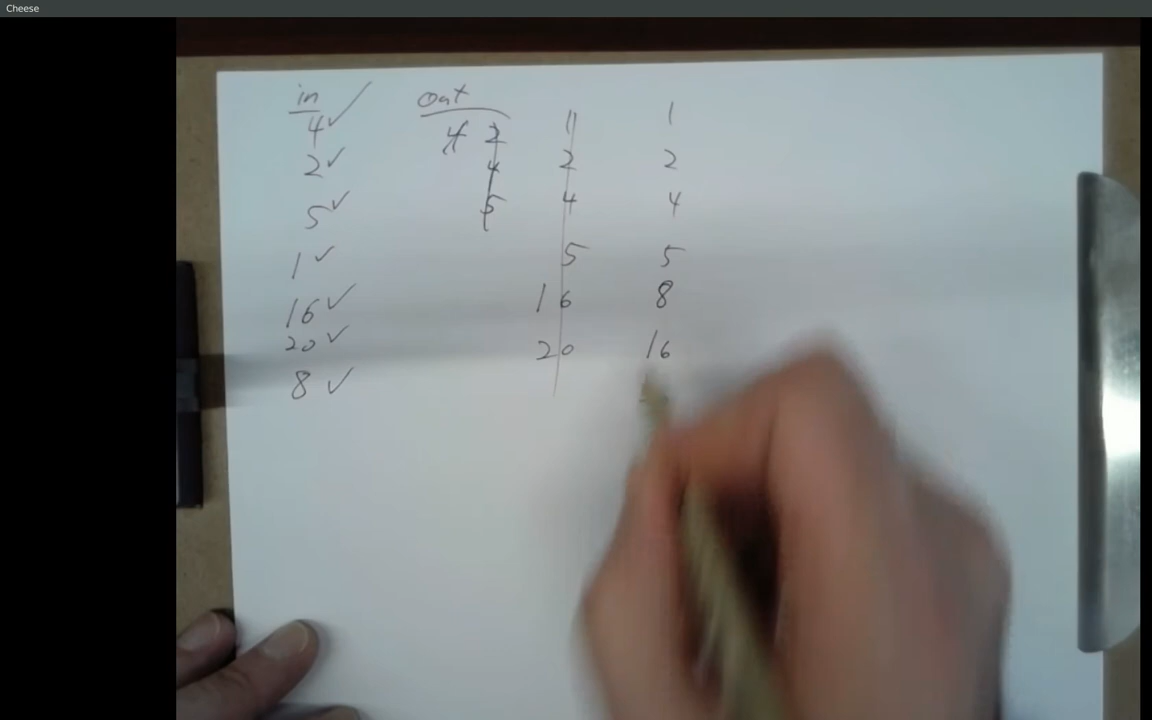 Cheese
in ✓ out
4 ✓ 4 2 1 1
2 ✓ 4 2 2
5 ✓ 5 4 4
1 ✓ 5 5
16 ✓ 16 8
20 ✓ 20 16
8 ✓